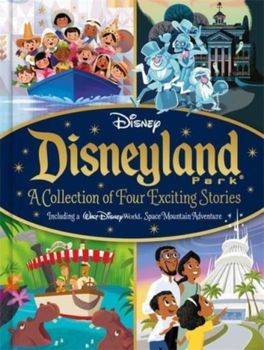 Disney
Disneyland
Park®
A Collection of Four Exciting Stories
Including a Walt Disney World® Space Mountain Adventure